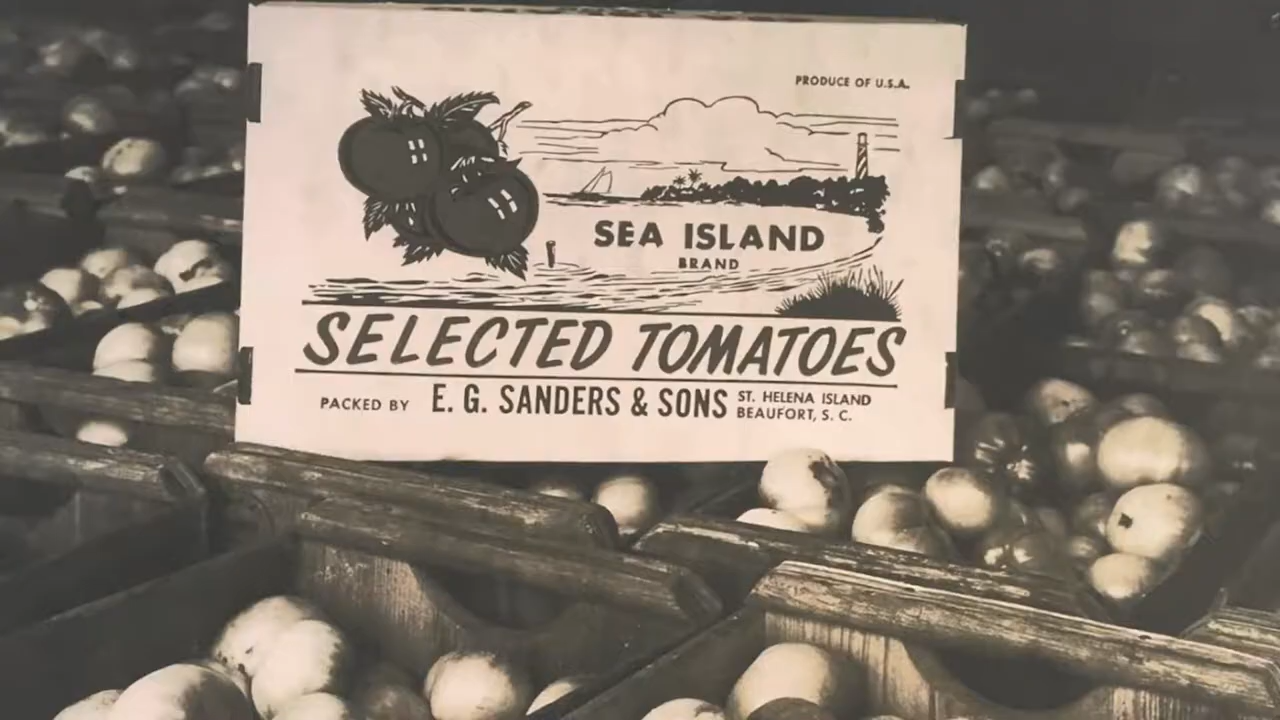 PRODUCE OF U.S.A.
SEA ISLAND
BRAND
SELECTED TOMATOES
PACKED BY E. G. SANDERS & SONS ST. HELENA ISLAND
BEAUFORT, S. C.